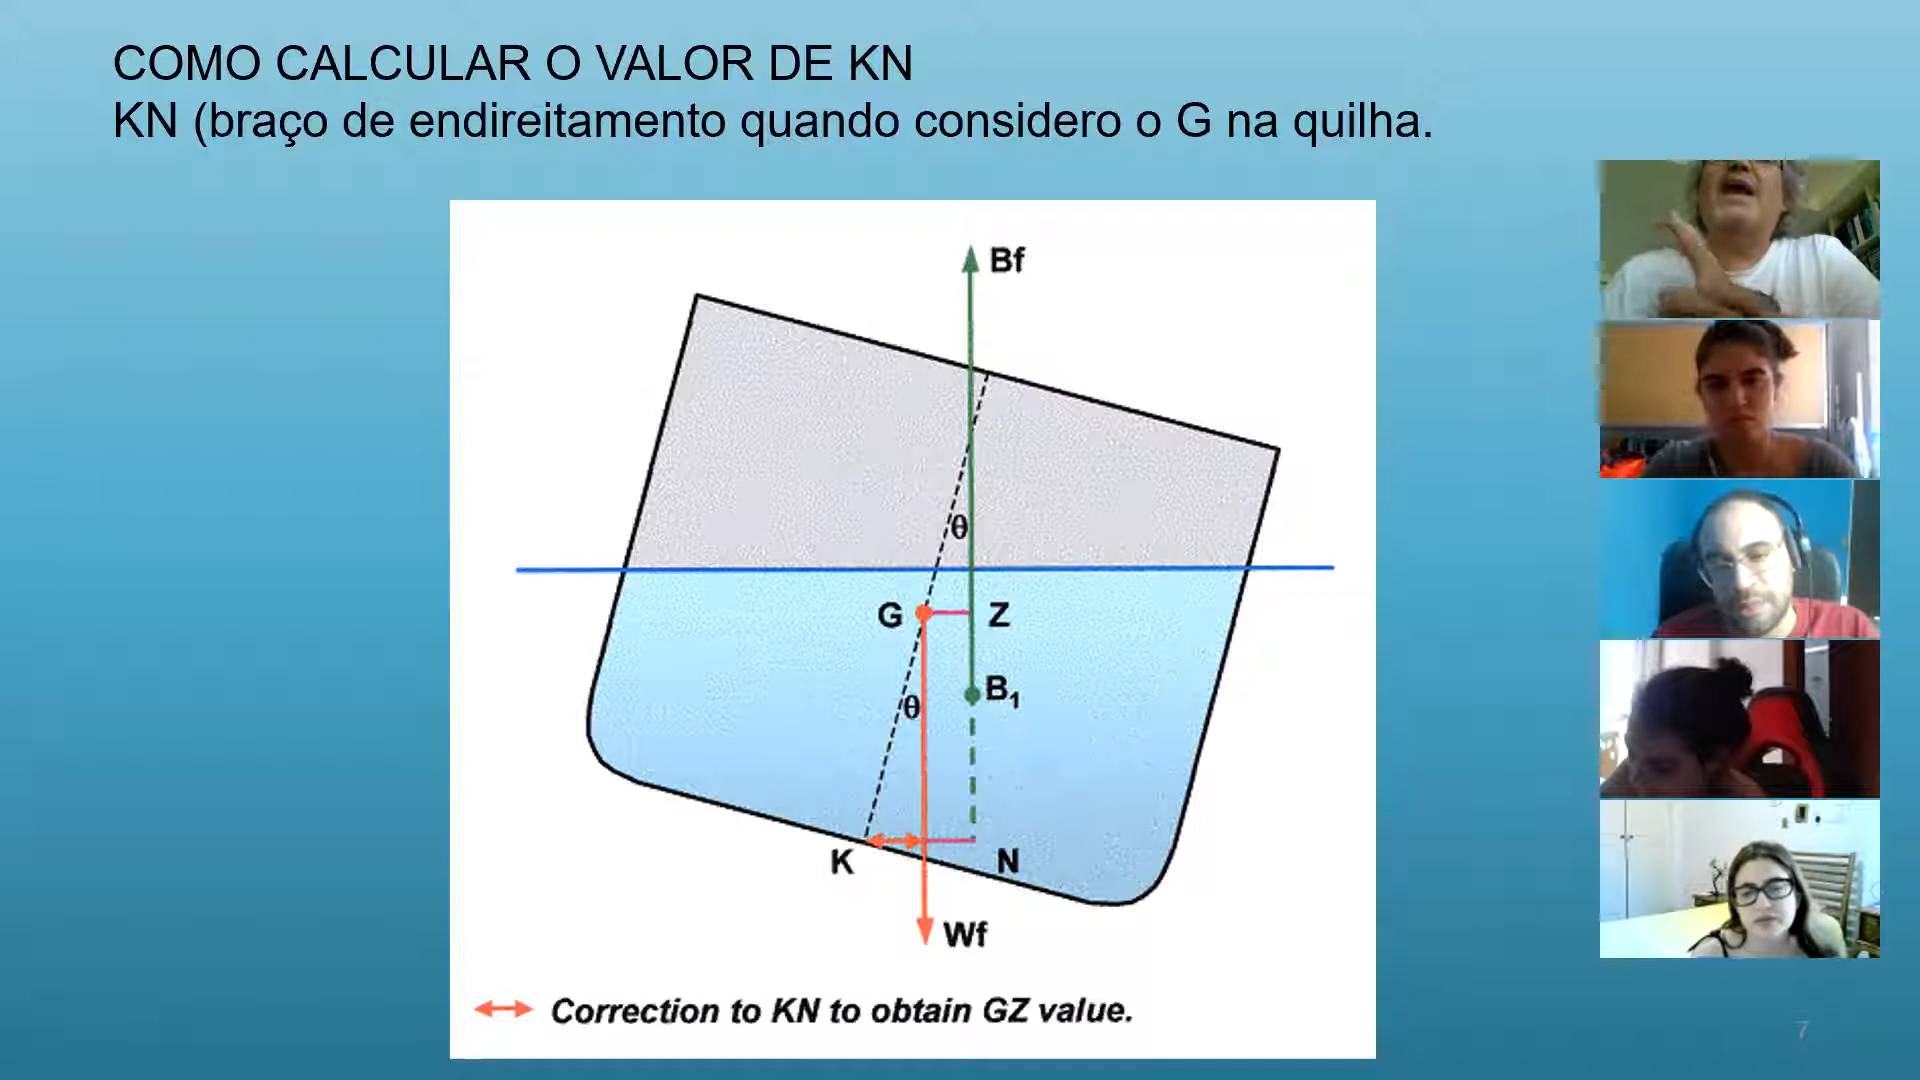 COMO CALCULAR O VALOR DE KN
KN (braço de endireitamento quando considero o G na quilha.
Bf
θ
G
Z
B₁
θ
K
N
Wf
Correction to KN to obtain GZ value.
7